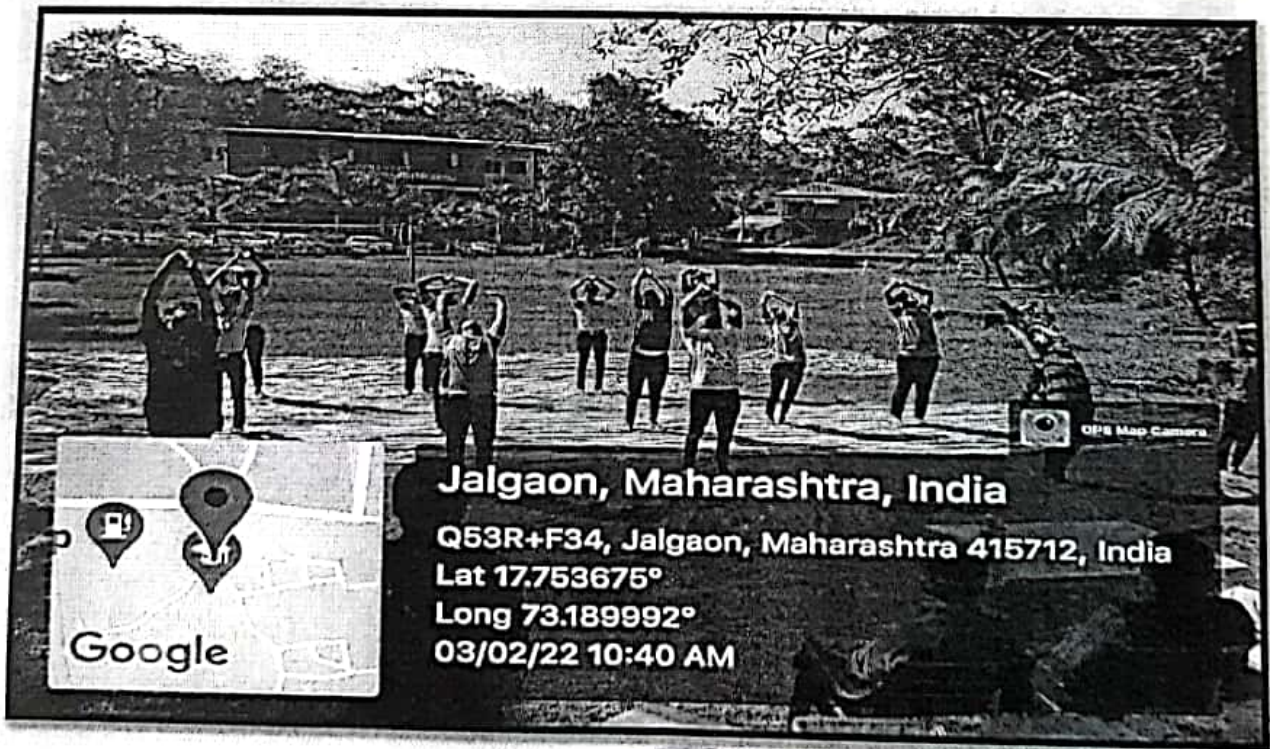 GPS Map Camera
Jalgaon, Maharashtra, India
Q53R+F34, Jalgaon, Maharashtra 415712, India
Lat 17.753675°
Long 73.189992°
03/02/22 10:40 AM
Google